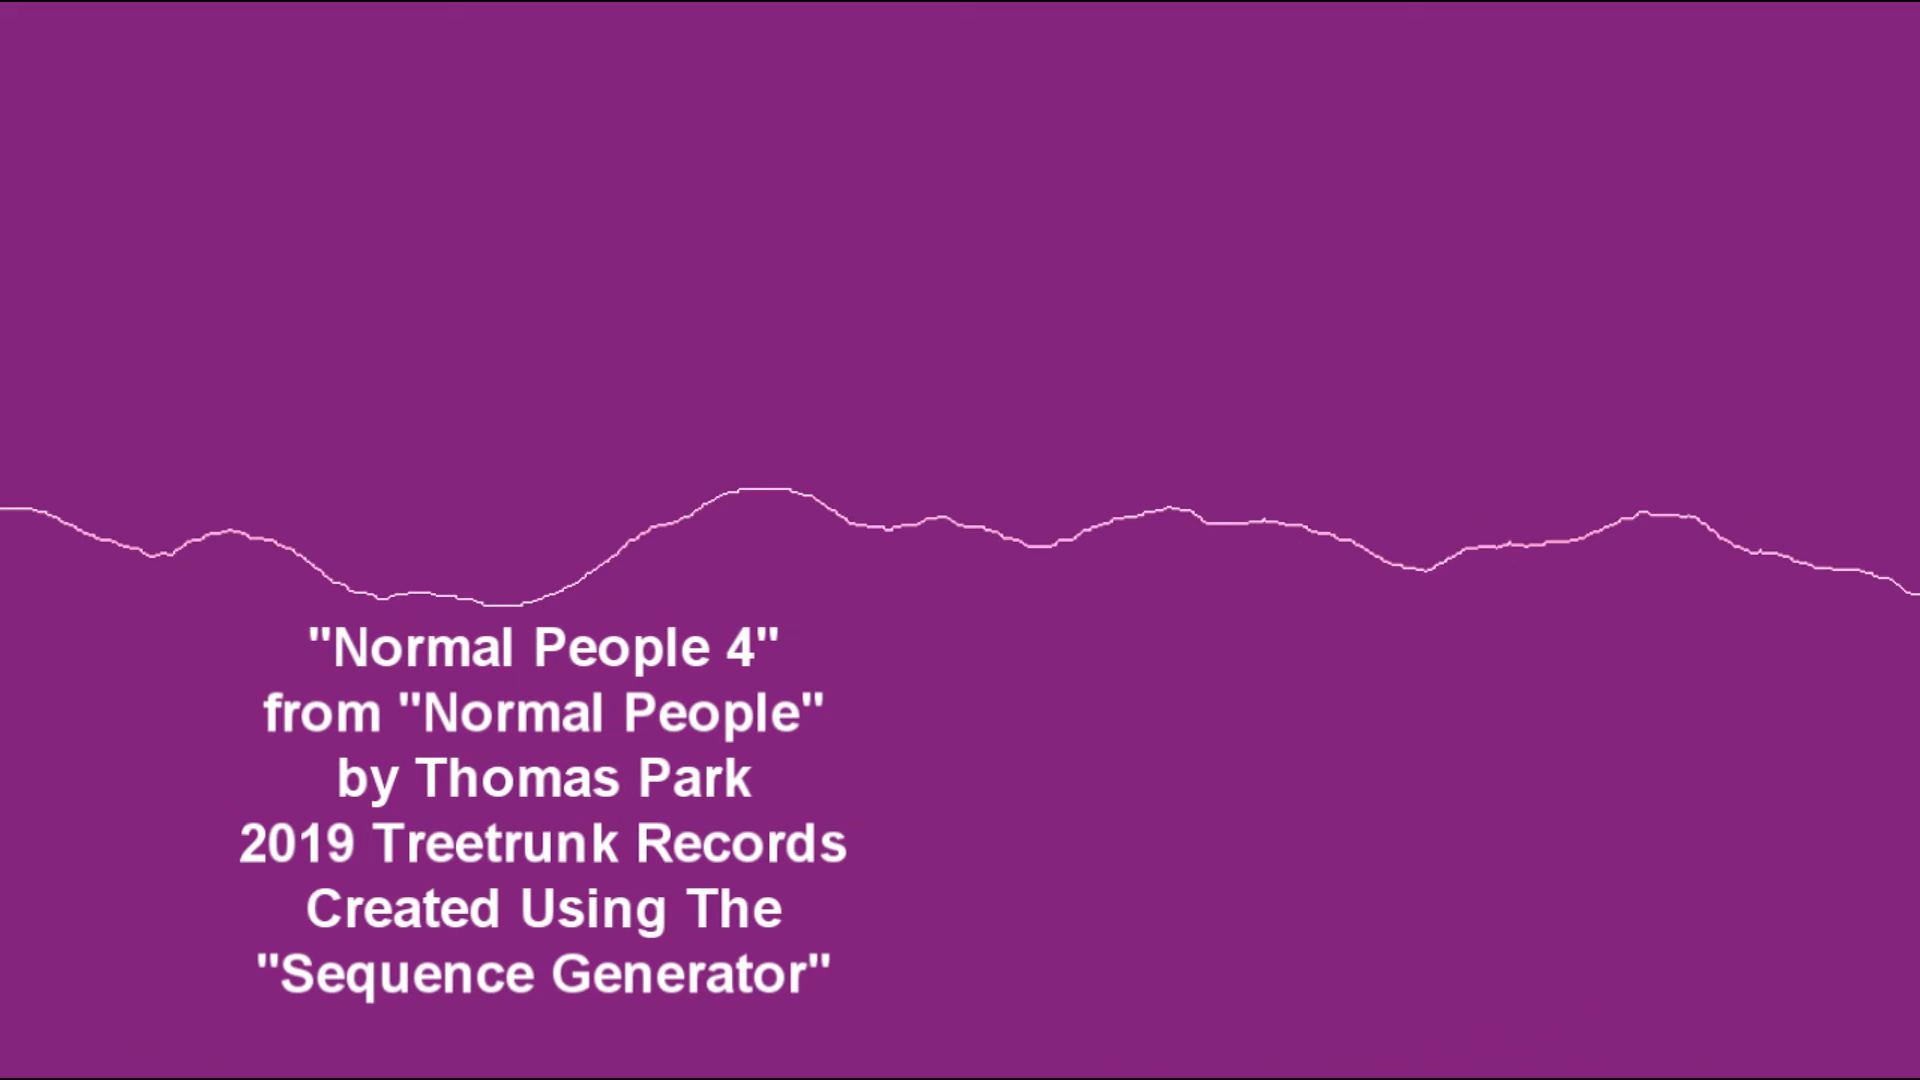 "Normal People 4"
from "Normal People"
by Thomas Park
2019 Treetrunk Records
Created Using The
"Sequence Generator"